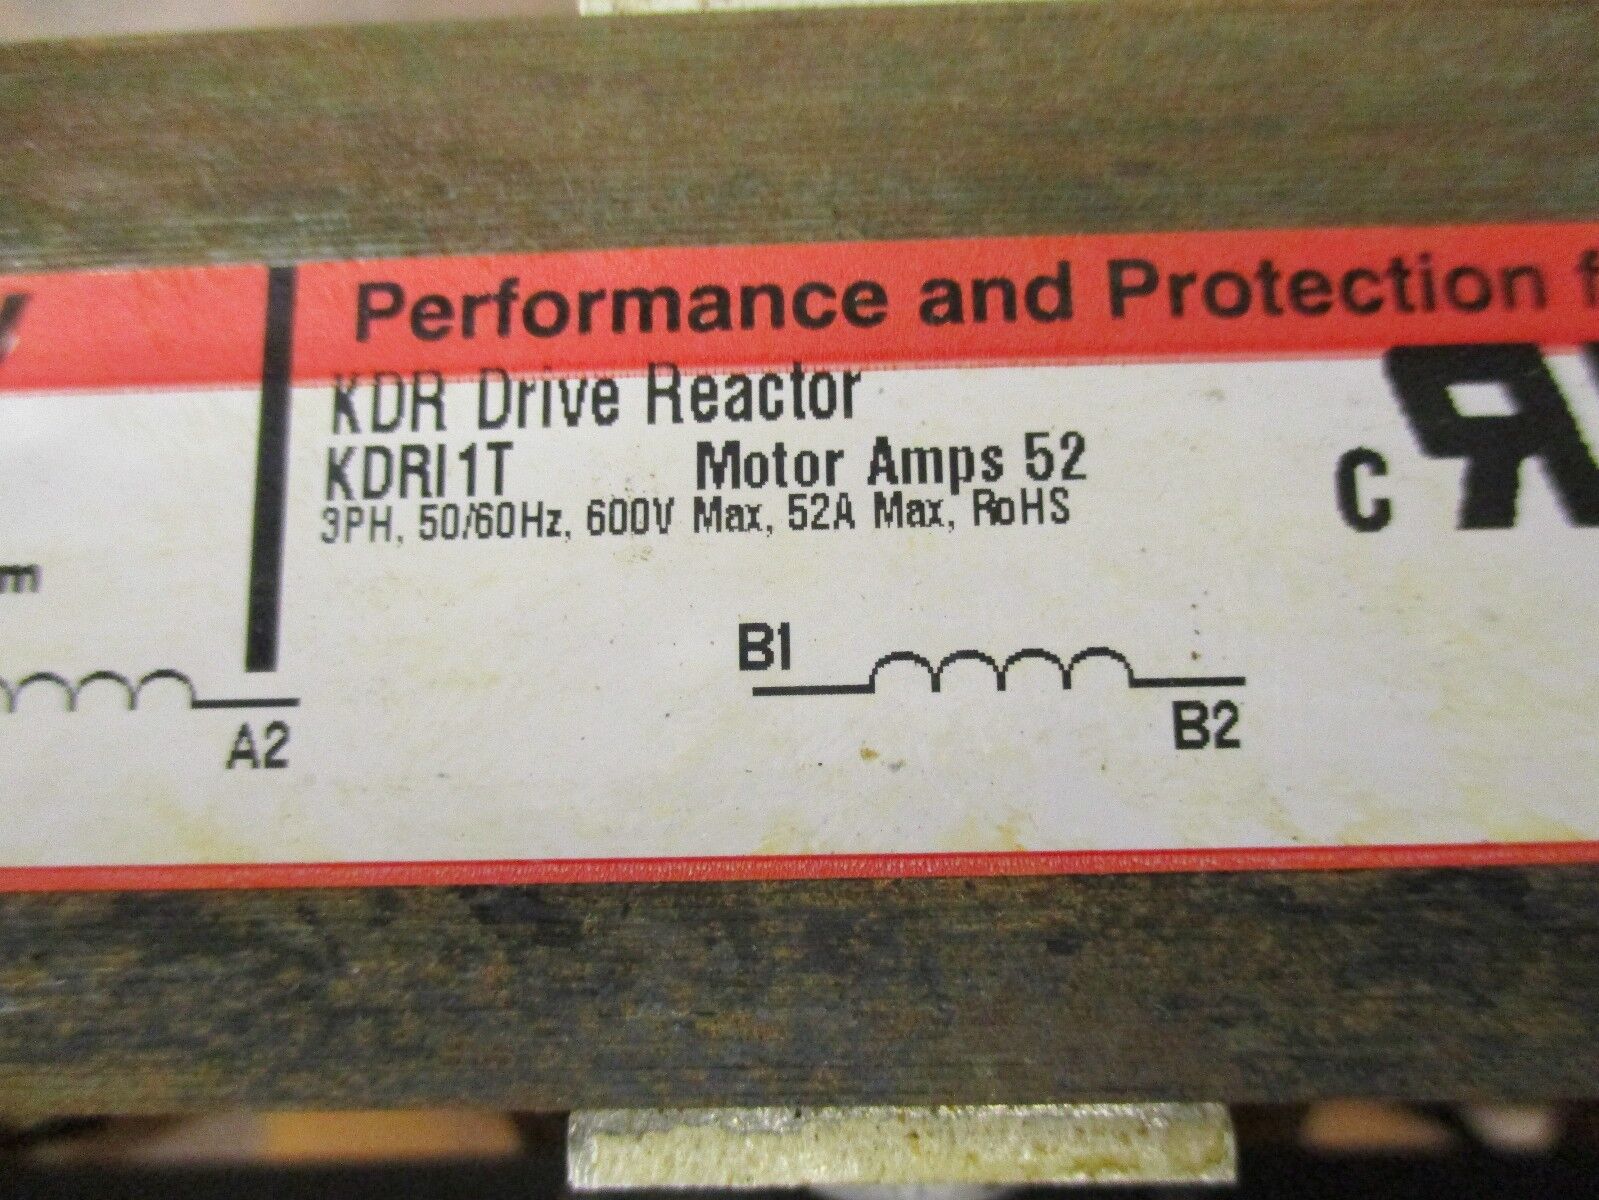 Performance and Protection f
KDR Drive Reactor
KDRI1T Motor Amps 52
3PH, 50/60Hz, 600V Max, 52A Max, RoHS
m
C
B1
B2
A2